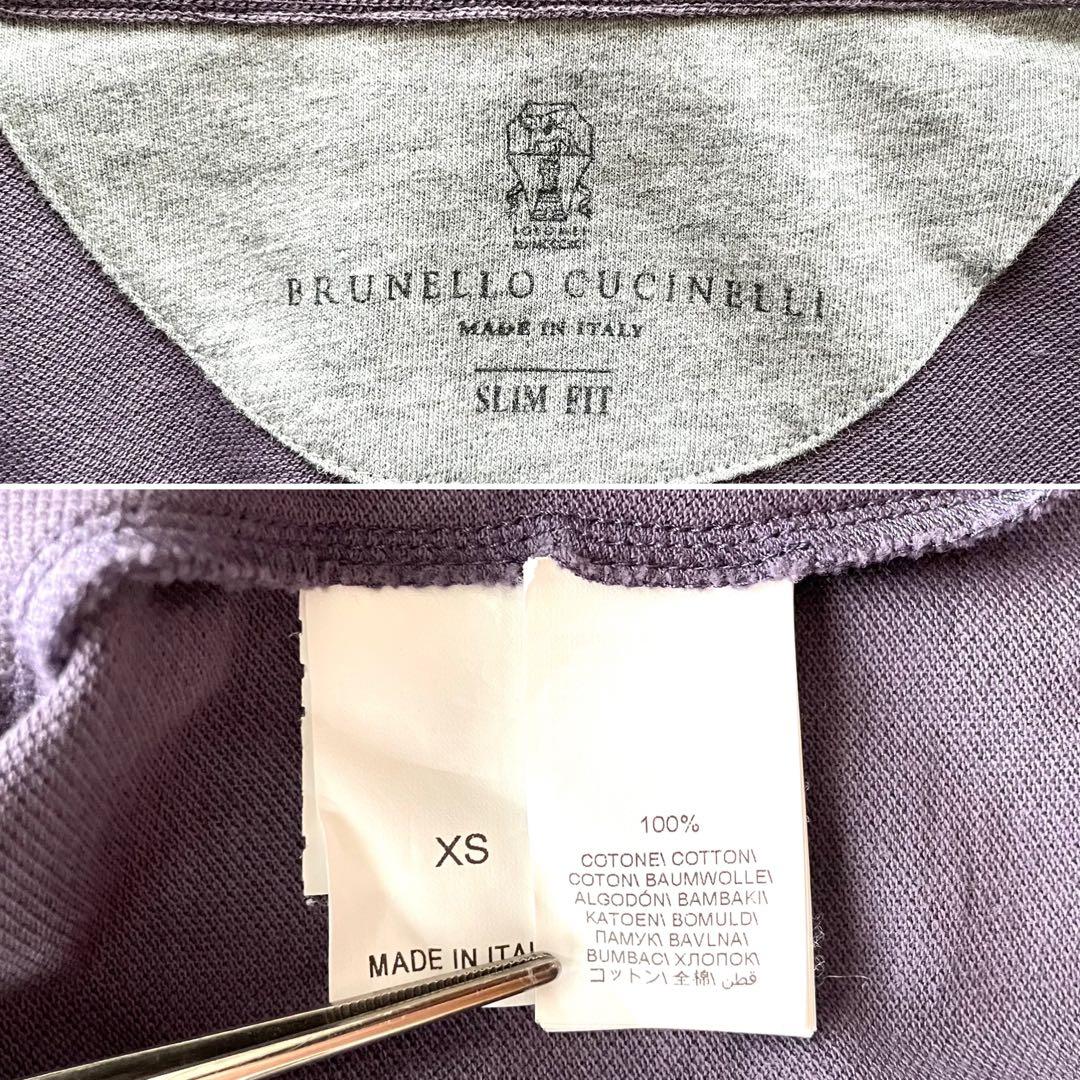 BRUNELLO CUCINELLI
MADE IN ITALY
SLIM FIT
XS
MADE IN ITAL
100%
COTONE\ COTTON\
COTON\ BAUMWOLLE\
ALGODÓN\ BAMBAKI\
KATOEN\ BOMULD\
ПАМУК\ BAVLNA\
BUMBAC\ ХЛОПОК\
コットン\ 全棉\ قطن